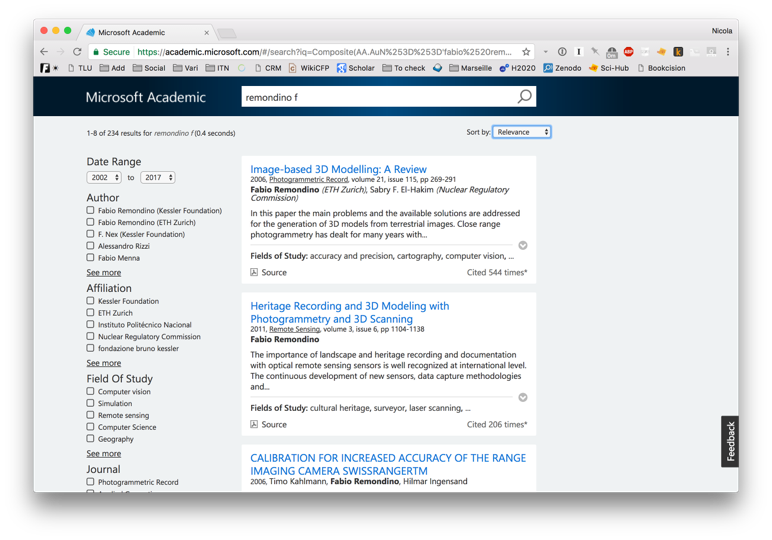 Microsoft Academic
Nicola
Secure https://academic.microsoft.com/#/search?iq=Composite(AA.AuN%253D%253D'fabio%2520rem...
TLU Add Social Vari ITN CRM WikiCFP Scholar To check Marseille H2020 Zenodo Sci-Hub Bookcision
Microsoft Academic
remondino f
1-8 of 234 results for remondino f (0.4 seconds)
Sort by: Relevance
Date Range
2002 to 2017
Author
Fabio Remondino (Kessler Foundation)
Fabio Remondino (ETH Zurich)
F. Nex (Kessler Foundation)
Alessandro Rizzi
Fabio Menna
See more
Affiliation
Kessler Foundation
ETH Zurich
Instituto Politécnico Nacional
Nuclear Regulatory Commission
fondazione bruno kessler
See more
Field Of Study
Computer vision
Simulation
Remote sensing
Computer Science
Geography
See more
Journal
Photogrammetric Record
Image-based 3D Modelling: A Review
2006, Photogrammetric Record, volume 21, issue 115, pp 269-291
Fabio Remondino (ETH Zurich), Sabry F. El-Hakim (Nuclear Regulatory
Commission)
In this paper the main problems and the available solutions are addressed
for the generation of 3D models from terrestrial images. Close range
photogrammetry has dealt for many years with...
Fields of Study: accuracy and precision, cartography, computer vision, ...
Source Cited 544 times*
Heritage Recording and 3D Modeling with
Photogrammetry and 3D Scanning
2011, Remote Sensing, volume 3, issue 6, pp 1104-1138
Fabio Remondino
The importance of landscape and heritage recording and documentation
with optical remote sensing sensors is well recognized at international level.
The continuous development of new sensors, data capture methodologies
and...
Fields of Study: cultural heritage, surveyor, laser scanning, ...
Source Cited 206 times*
CALIBRATION FOR INCREASED ACCURACY OF THE RANGE
IMAGING CAMERA SWISSRANGERTM
2006, Timo Kahlmann, Fabio Remondino, Hilmar Ingensand
Feedback